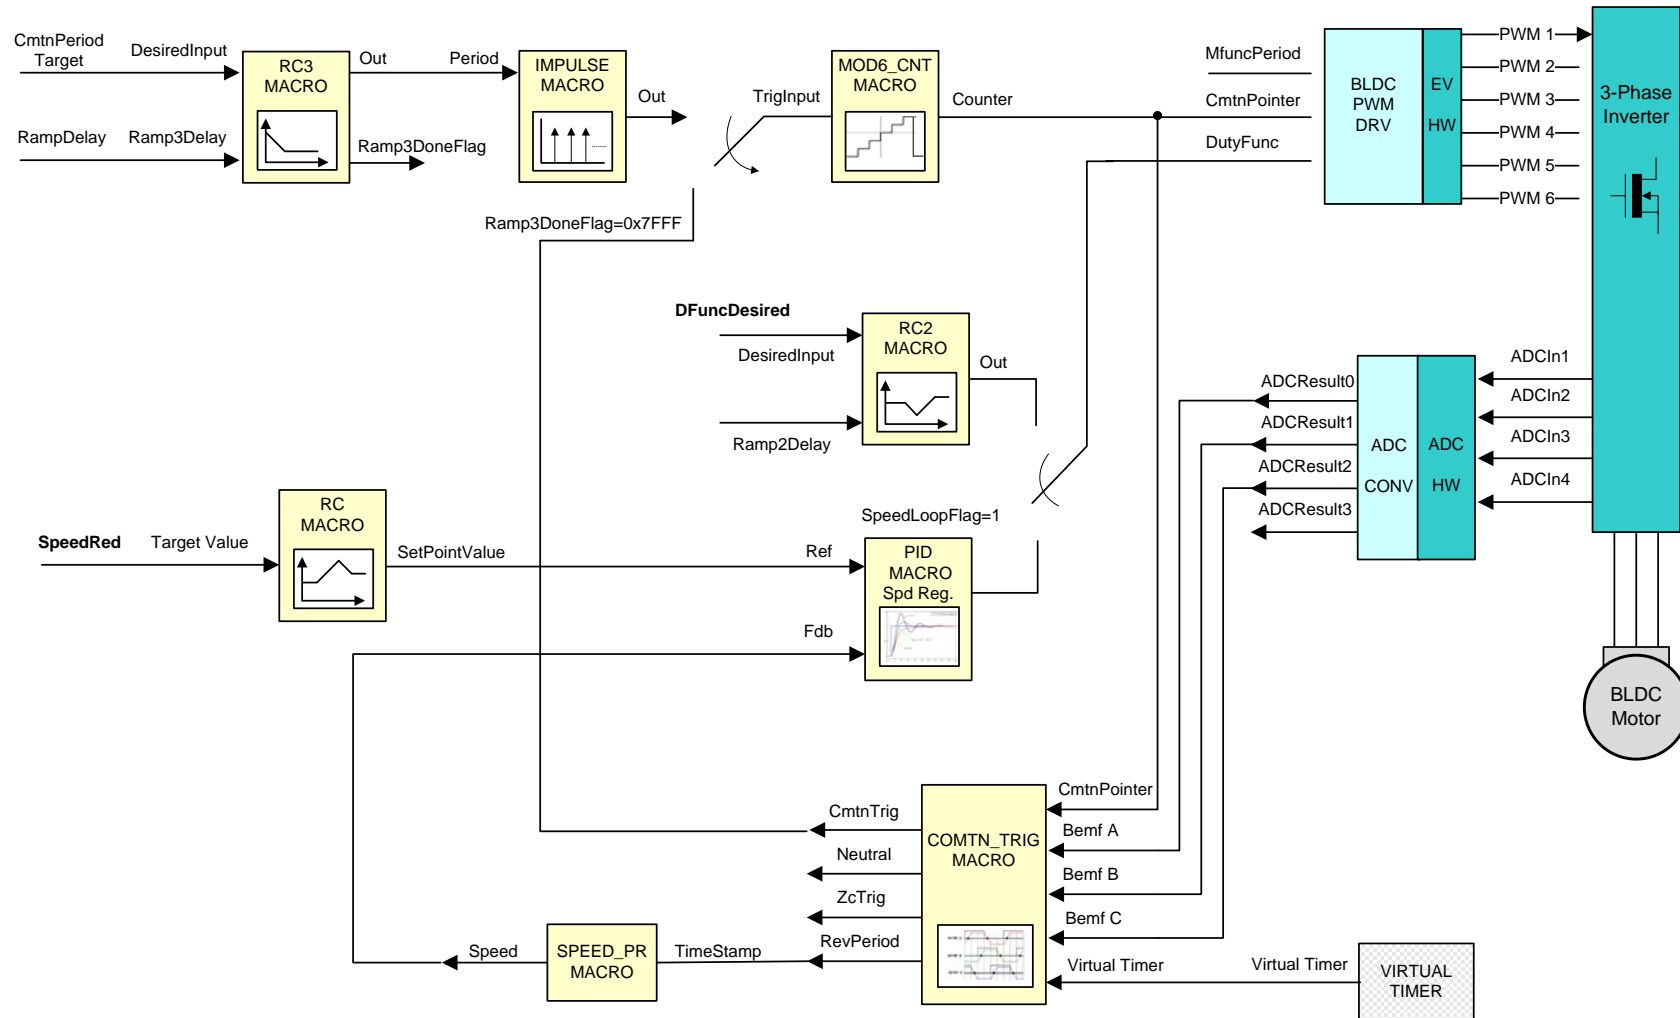 CmtnPeriod
Target
DesiredInput
RC3
MACRO
Out
Period
IMPULSE
MACRO
Out
TrigInput
MOD6_CNT
MACRO
Counter
MfuncPeriod
CmtnPointer
DutyFunc
BLDC
PWM
DRV
EV
HW
PWM 1
PWM 2
PWM 3
PWM 4
PWM 5
PWM 6
3-Phase
Inverter
RampDelay
Ramp3Delay
Ramp3DoneFlag
Ramp3DoneFlag=0x7FFF
DFuncDesired
DesiredInput
RC2
MACRO
Out
Ramp2Delay
ADCResult0
ADCResult1
ADCResult2
ADCResult3
ADC
CONV
ADC
HW
ADCIn1
ADCIn2
ADCIn3
ADCIn4
SpeedRed
Target Value
RC
MACRO
SetPointValue
SpeedLoopFlag=1
Ref
PID
MACRO
Spd Reg.
Fdb
BLDC
Motor
CmtnTrig
Neutral
ZcTrig
RevPeriod
COMTN_TRIG
MACRO
CmtnPointer
Bemf A
Bemf B
Bemf C
Virtual Timer
Virtual Timer
VIRTUAL
TIMER
Speed
SPEED_PR
MACRO
TimeStamp